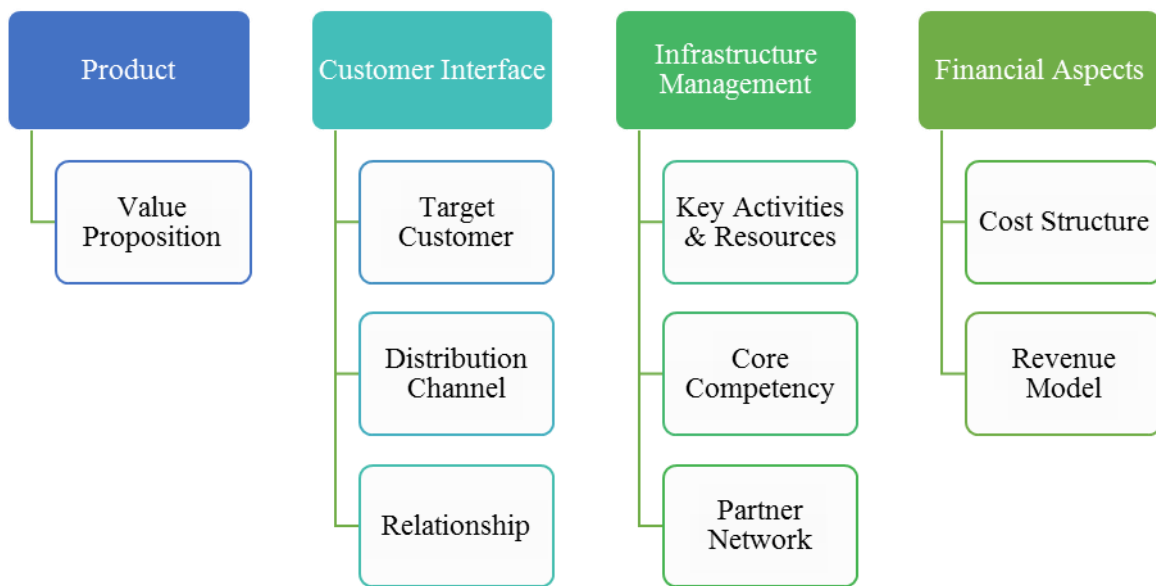 Product
Value
Proposition
Customer Interface
Target
Customer
Distribution
Channel
Relationship
Infrastructure
Management
Key Activities
& Resources
Core
Competency
Partner
Network
Financial Aspects
Cost Structure
Revenue
Model